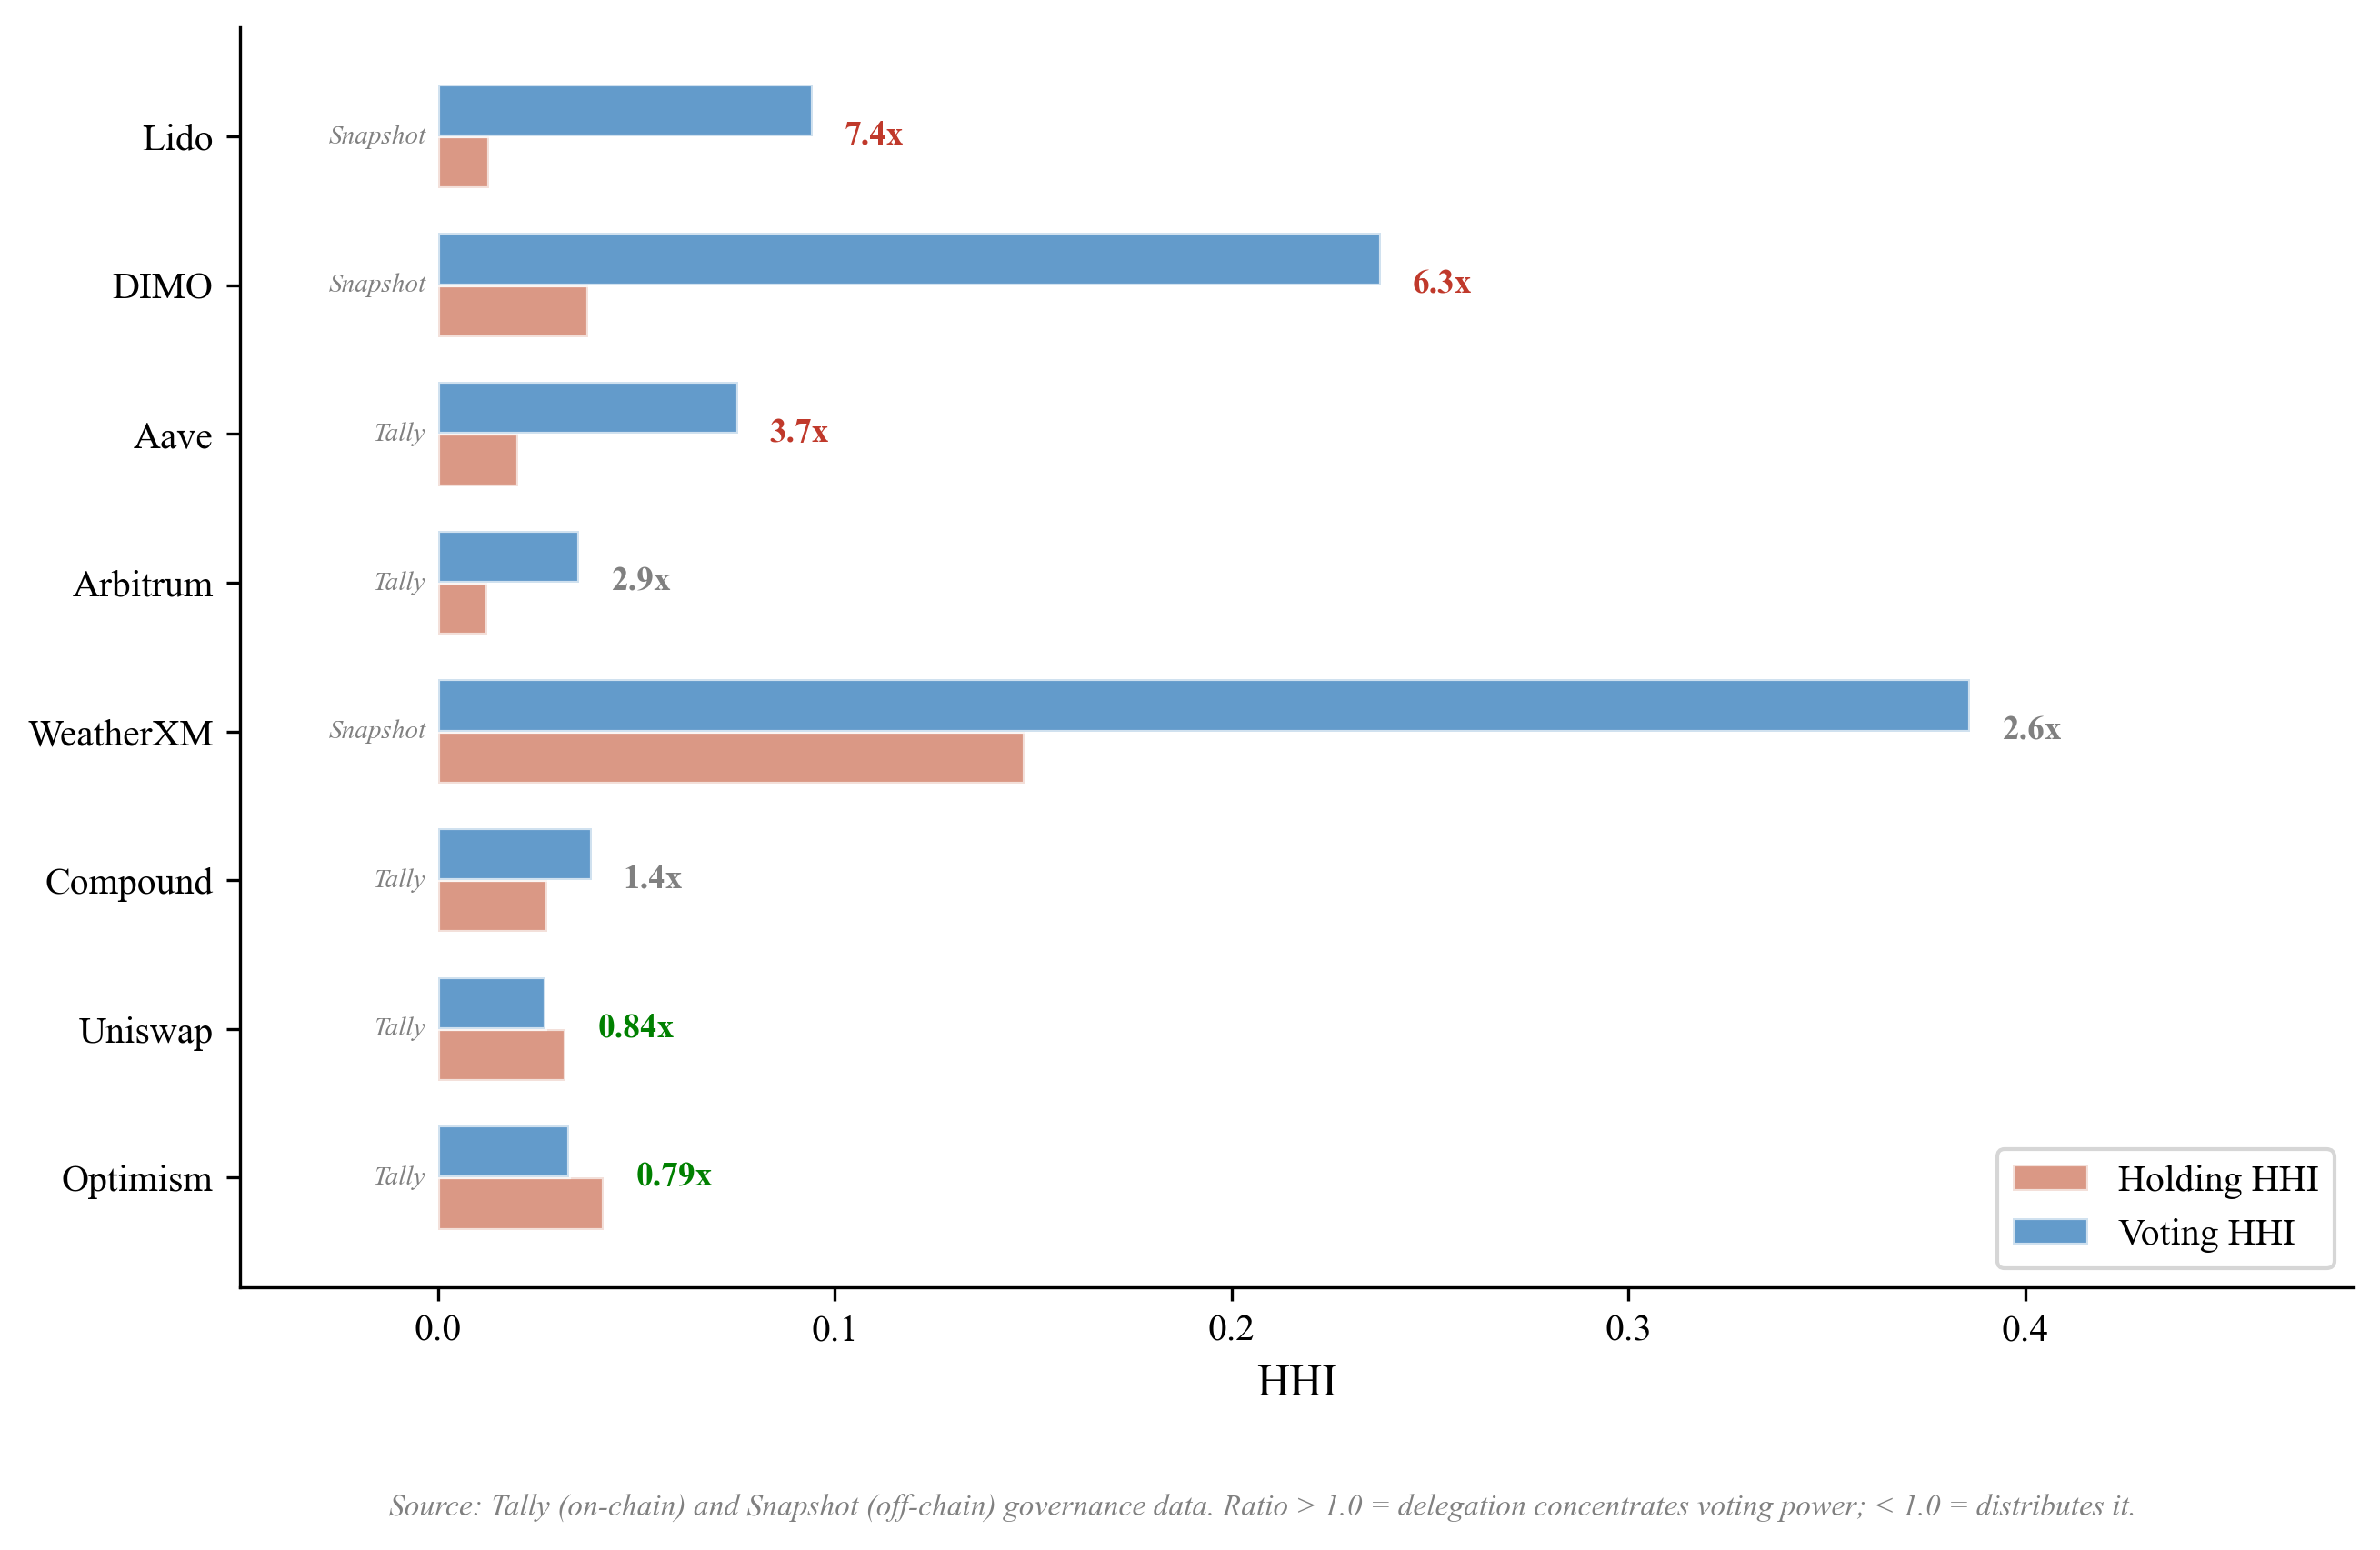 Lido Snapshot 7.4x
DIMO Snapshot 6.3x
Aave Tally 3.7x
Arbitrum Tally 2.9x
WeatherXM Snapshot 2.6x
Compound Tally 1.4x
Uniswap Tally 0.84x
Optimism Tally 0.79x
Holding HHI
Voting HHI
0.0 0.1 0.2 0.3 0.4
HHI
Source: Tally (on-chain) and Snapshot (off-chain) governance data. Ratio > 1.0 = delegation concentrates voting power; < 1.0 = distributes it.